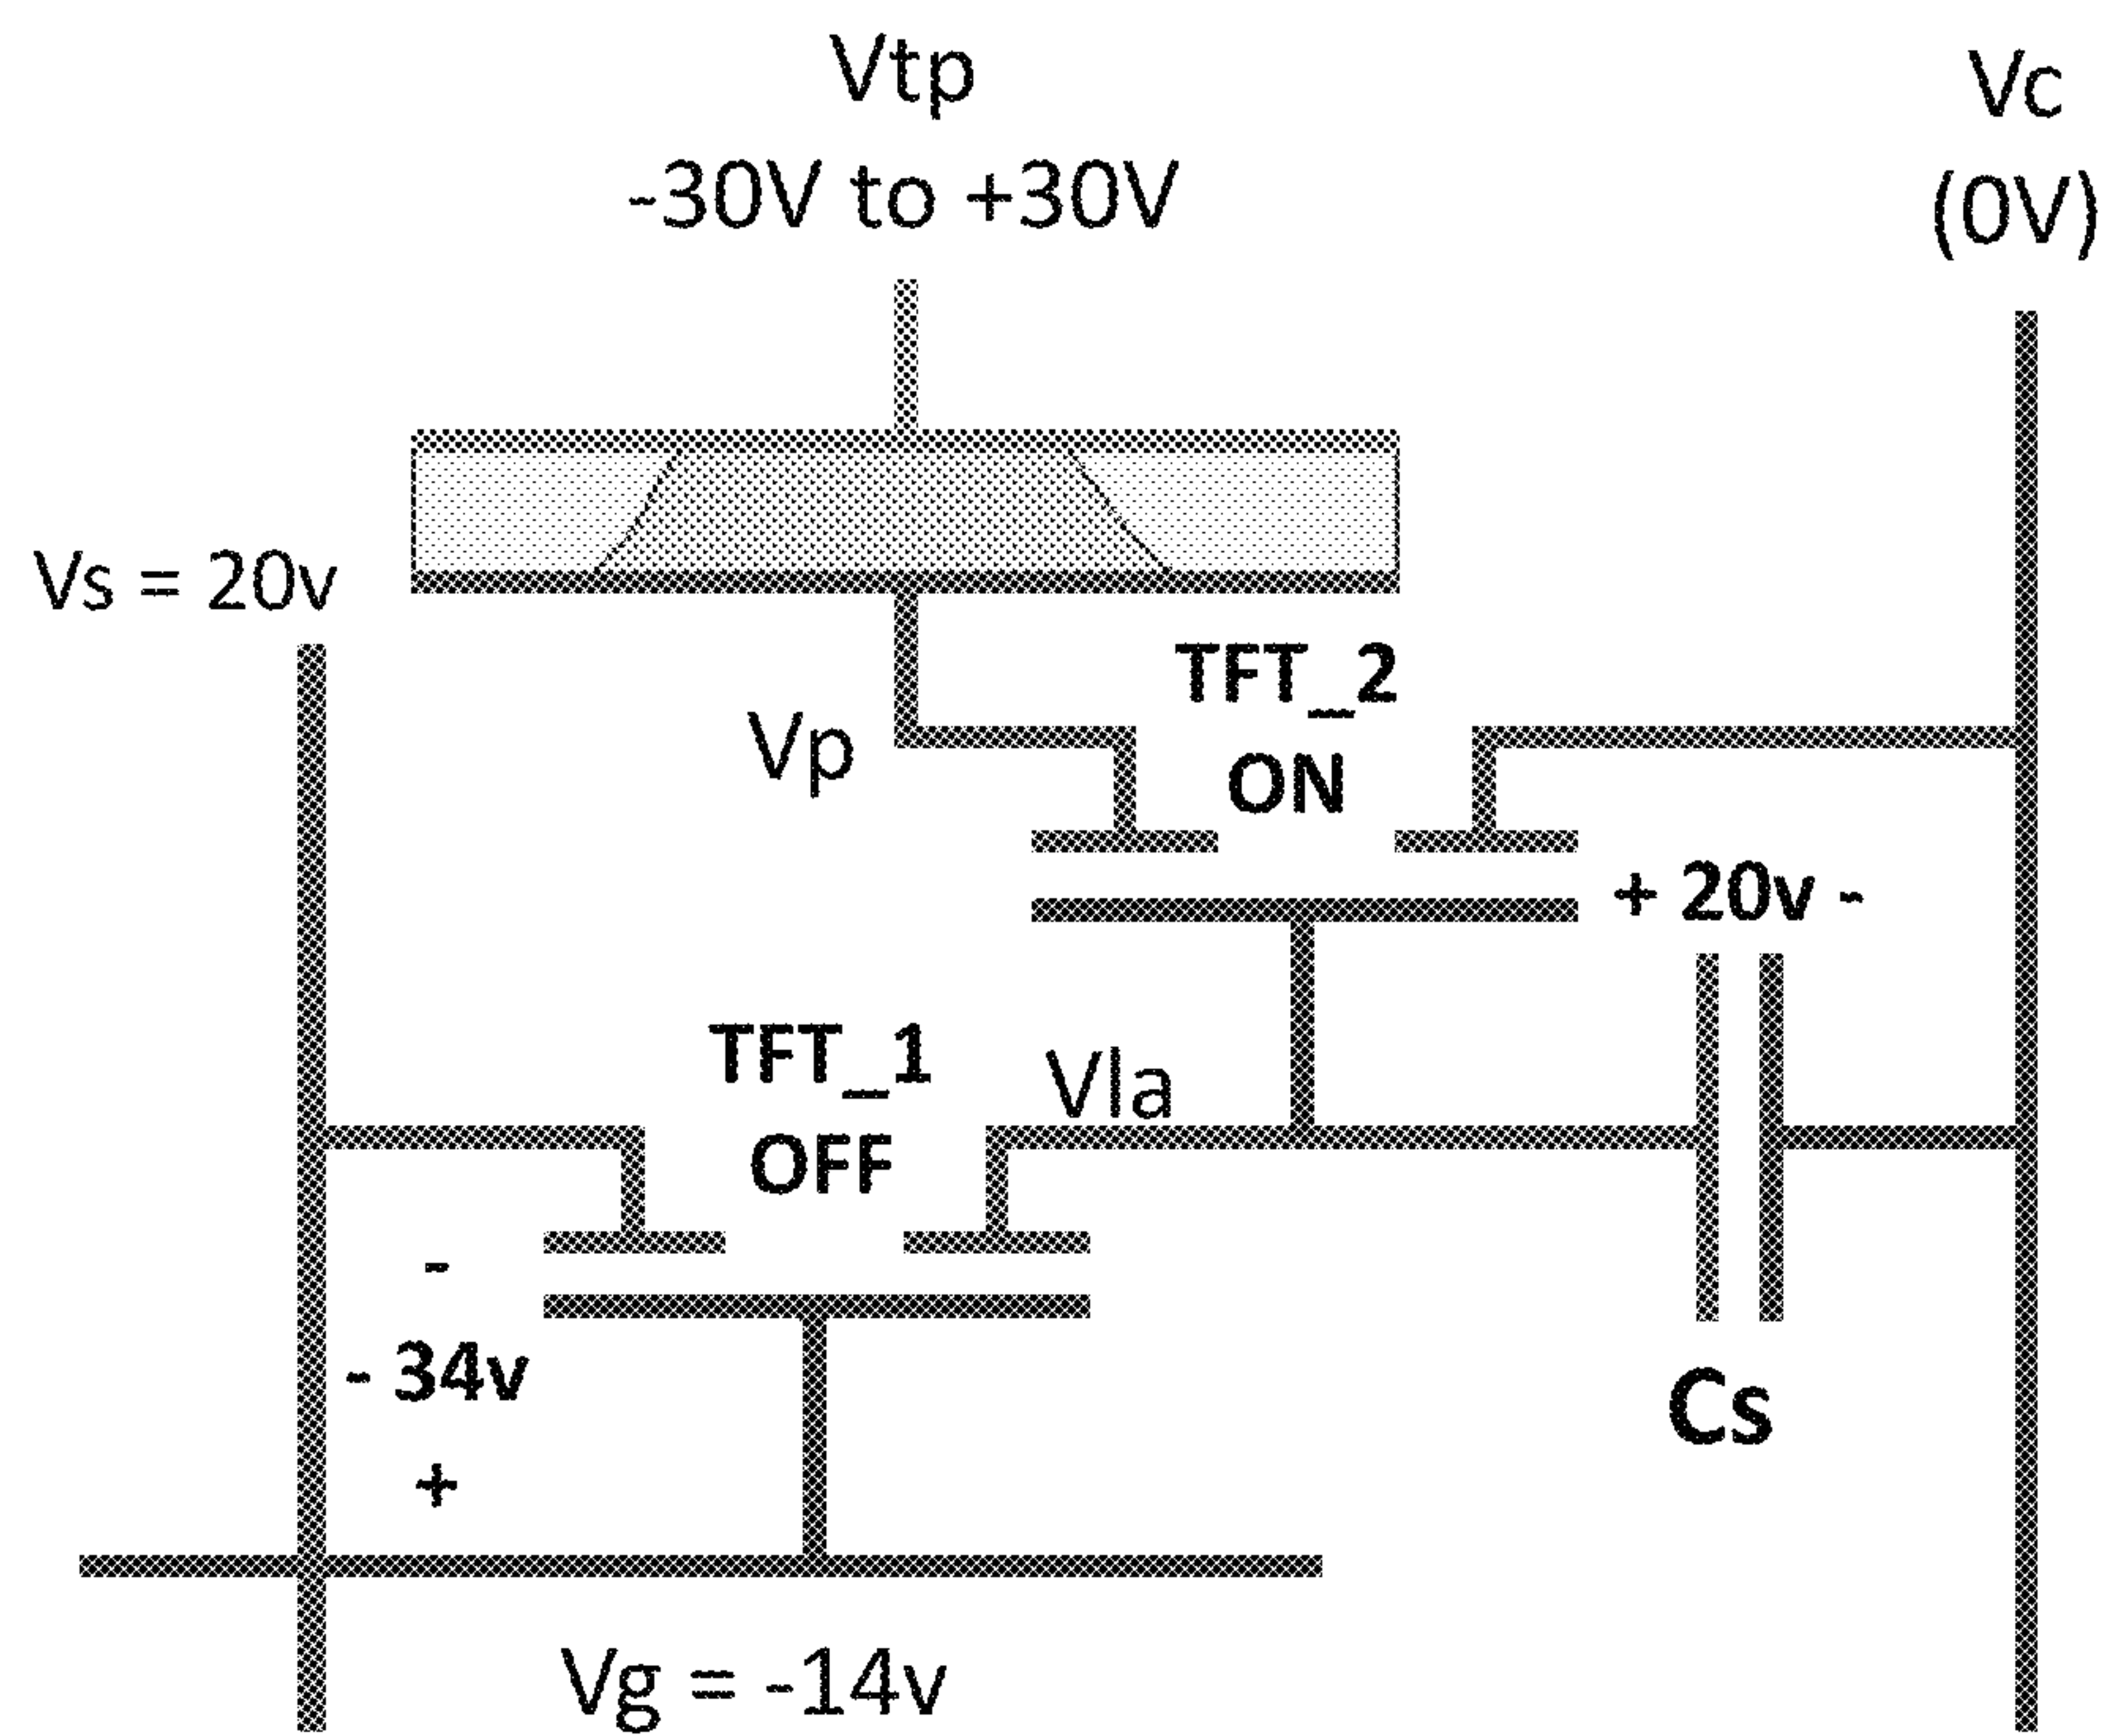 Vtp
-30V to +30V
Vc
(0V)
Vs = 20v
TFT_2
ON
Vp
+ 20v -
TFT_1
OFF
Vla
-
- 34v
+
Cs
Vg = -14v